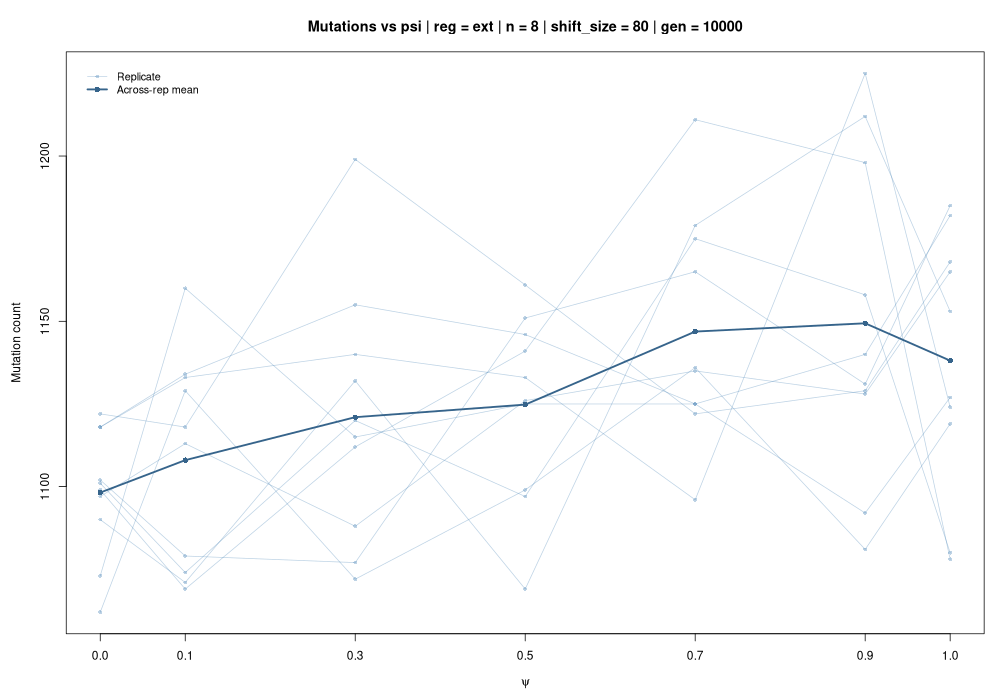 Mutations vs psi | reg = ext | n = 8 | shift_size = 80 | gen = 10000
Replicate
Across-rep mean
Mutation count
1200
1150
1100
0.0 0.1 0.3 0.5 0.7 0.9 1.0
ψ